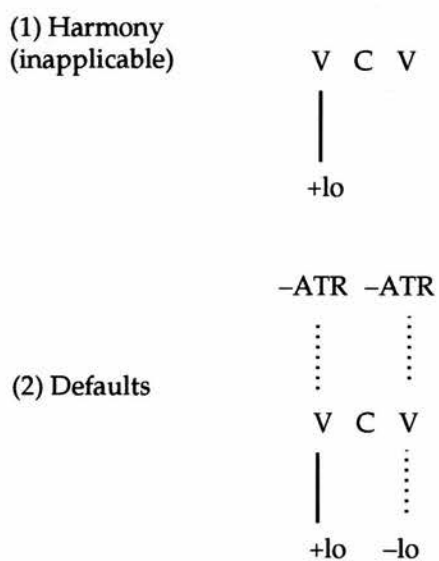 (1) Harmony
(inapplicable) V C V
+lo
–ATR –ATR
(2) Defaults
V C V
+lo –lo